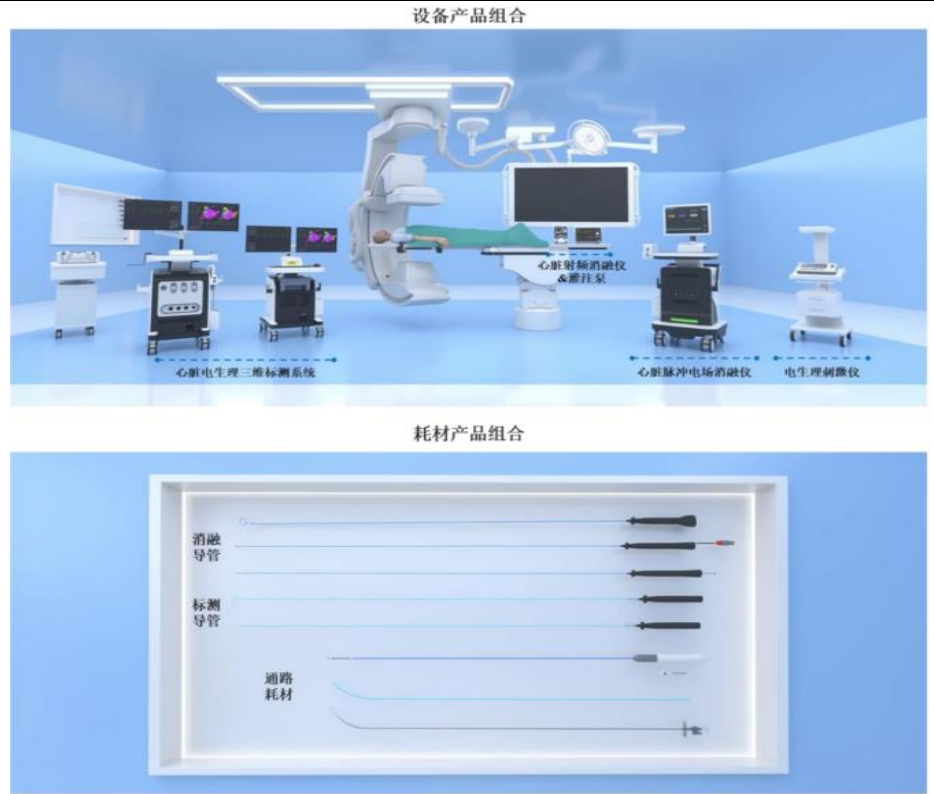 设备产品组合
心脏射频消融仪
&灌注泵
心脏电生理三维标测系统
心脏脉冲电场消融仪
电生理刺激仪
耗材产品组合
消融
导管
标测
导管
通路
耗材